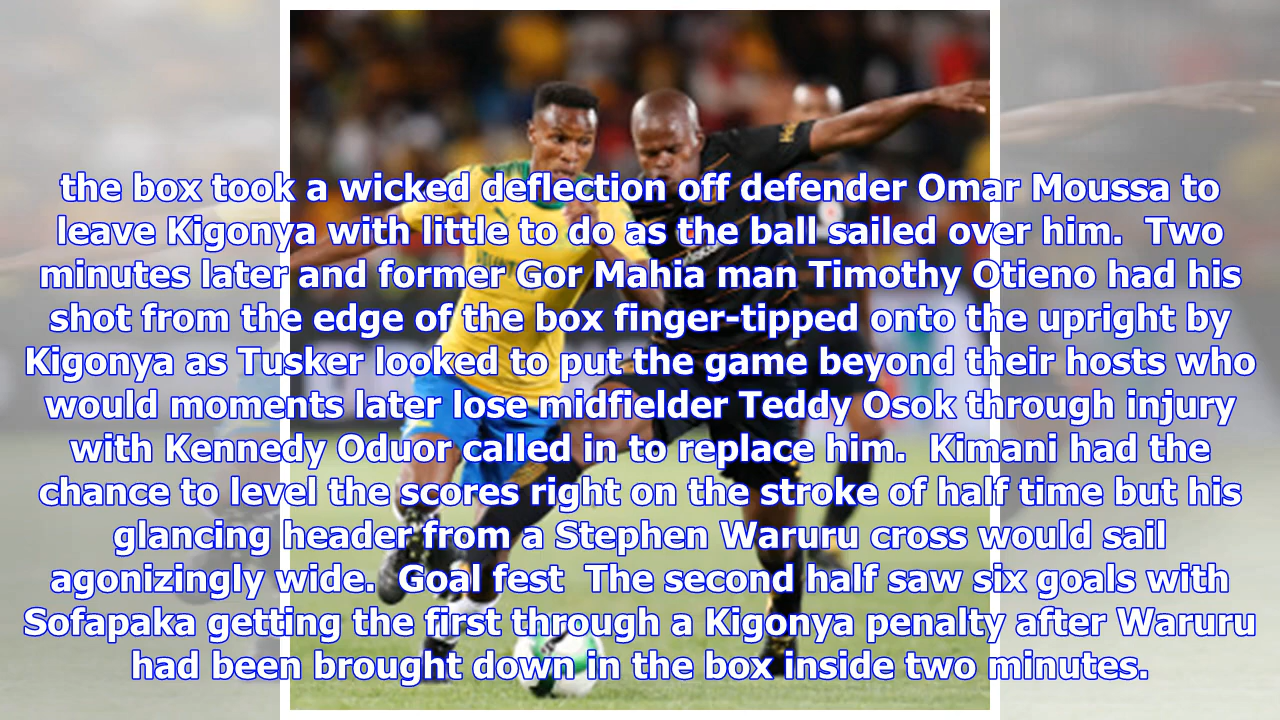 the box took a wicked deflection off defender Omar Moussa to
leave Kigonya with little to do as the ball sailed over him.  Two
minutes later and former Gor Mahia man Timothy Otieno had his
shot from the edge of the box finger-tipped onto the upright by
Kigonya as Tusker looked to put the game beyond their hosts who
would moments later lose midfielder Teddy Osok through injury
with Kennedy Oduor called in to replace him.  Kimani had the
chance to level the scores right on the stroke of half time but his
glancing header from a Stephen Waruru cross would sail
agonizingly wide.  Goal fest  The second half saw six goals with
Sofapaka getting the first through a Kigonya penalty after Waruru
had been brought down in the box inside two minutes.